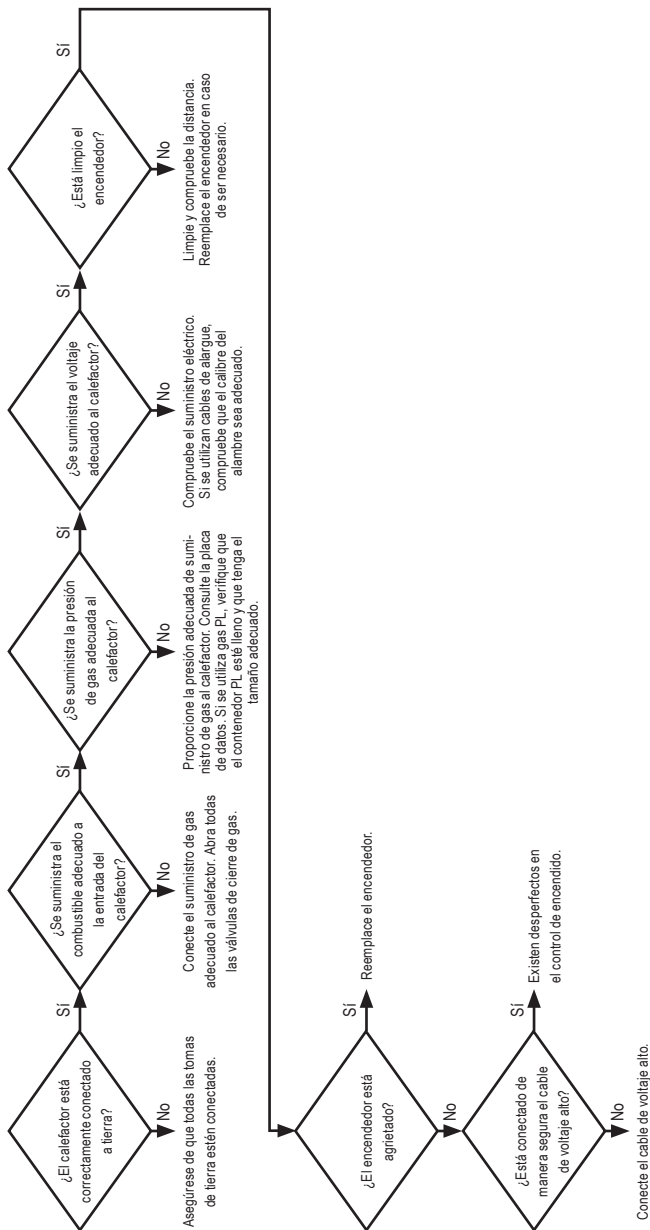 ¿El calefactor está
correctamente conectado
a tierra?
Sí
No
Asegúrese de que todas las tomas
de tierra estén conectadas.
¿Se suministra el
combustible adecuado a
la entrada del
calefactor?
Sí
No
Conecte el suministro de gas
adecuado al calefactor. Abra todas
las válvulas de cierre de gas.
¿Se suministra la presión
de gas adecuada al
calefactor?
Sí
No
Proporcione la presión adecuada de sumi-
nistro de gas al calefactor. Consulte la placa
de datos. Si se utiliza gas PL, verifique que
el contenedor PL esté lleno y que tenga el
tamaño adecuado.
¿Se suministra el voltaje
adecuado al calefactor?
Sí
No
Compruebe el suministro eléctrico.
Si se utilizan cables de alargue,
compruebe que el calibre del
alambre sea adecuado.
¿Está limpio el
encendedor?
Sí
No
Limpie y compruebe la distancia.
Reemplace el encendedor en caso
de ser necesario.
¿El encendedor está
agrietado?
Sí
Reemplace el encendedor.
No
¿Está conectado de
manera segura el cable
de voltaje alto?
Sí
Existen desperfectos en
el control de encendido.
No
Conecte el cable de voltaje alto.